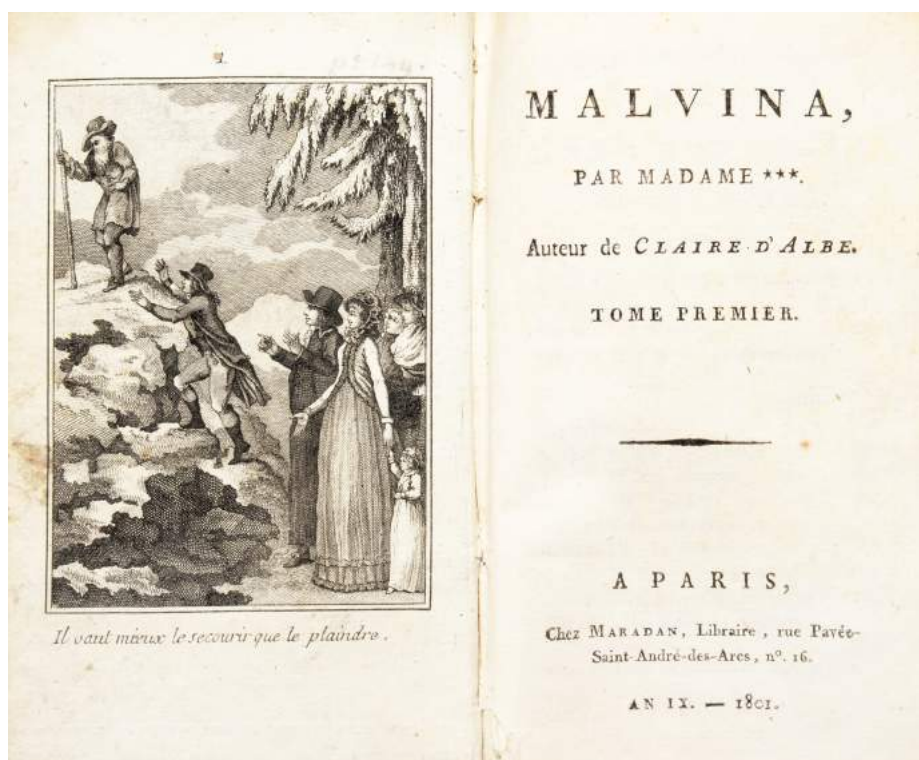 Il vaut mieux le secourir que le plaindre.
MALVINA,
PAR MADAME ***.
Auteur de CLAIRE D'ALBE.
TOME PREMIER.
A PARIS,
Chez MARADAN, Libraire, rue Pavée-
Saint-André-des-Arcs, n°. 16.
AN IX. — 1801.